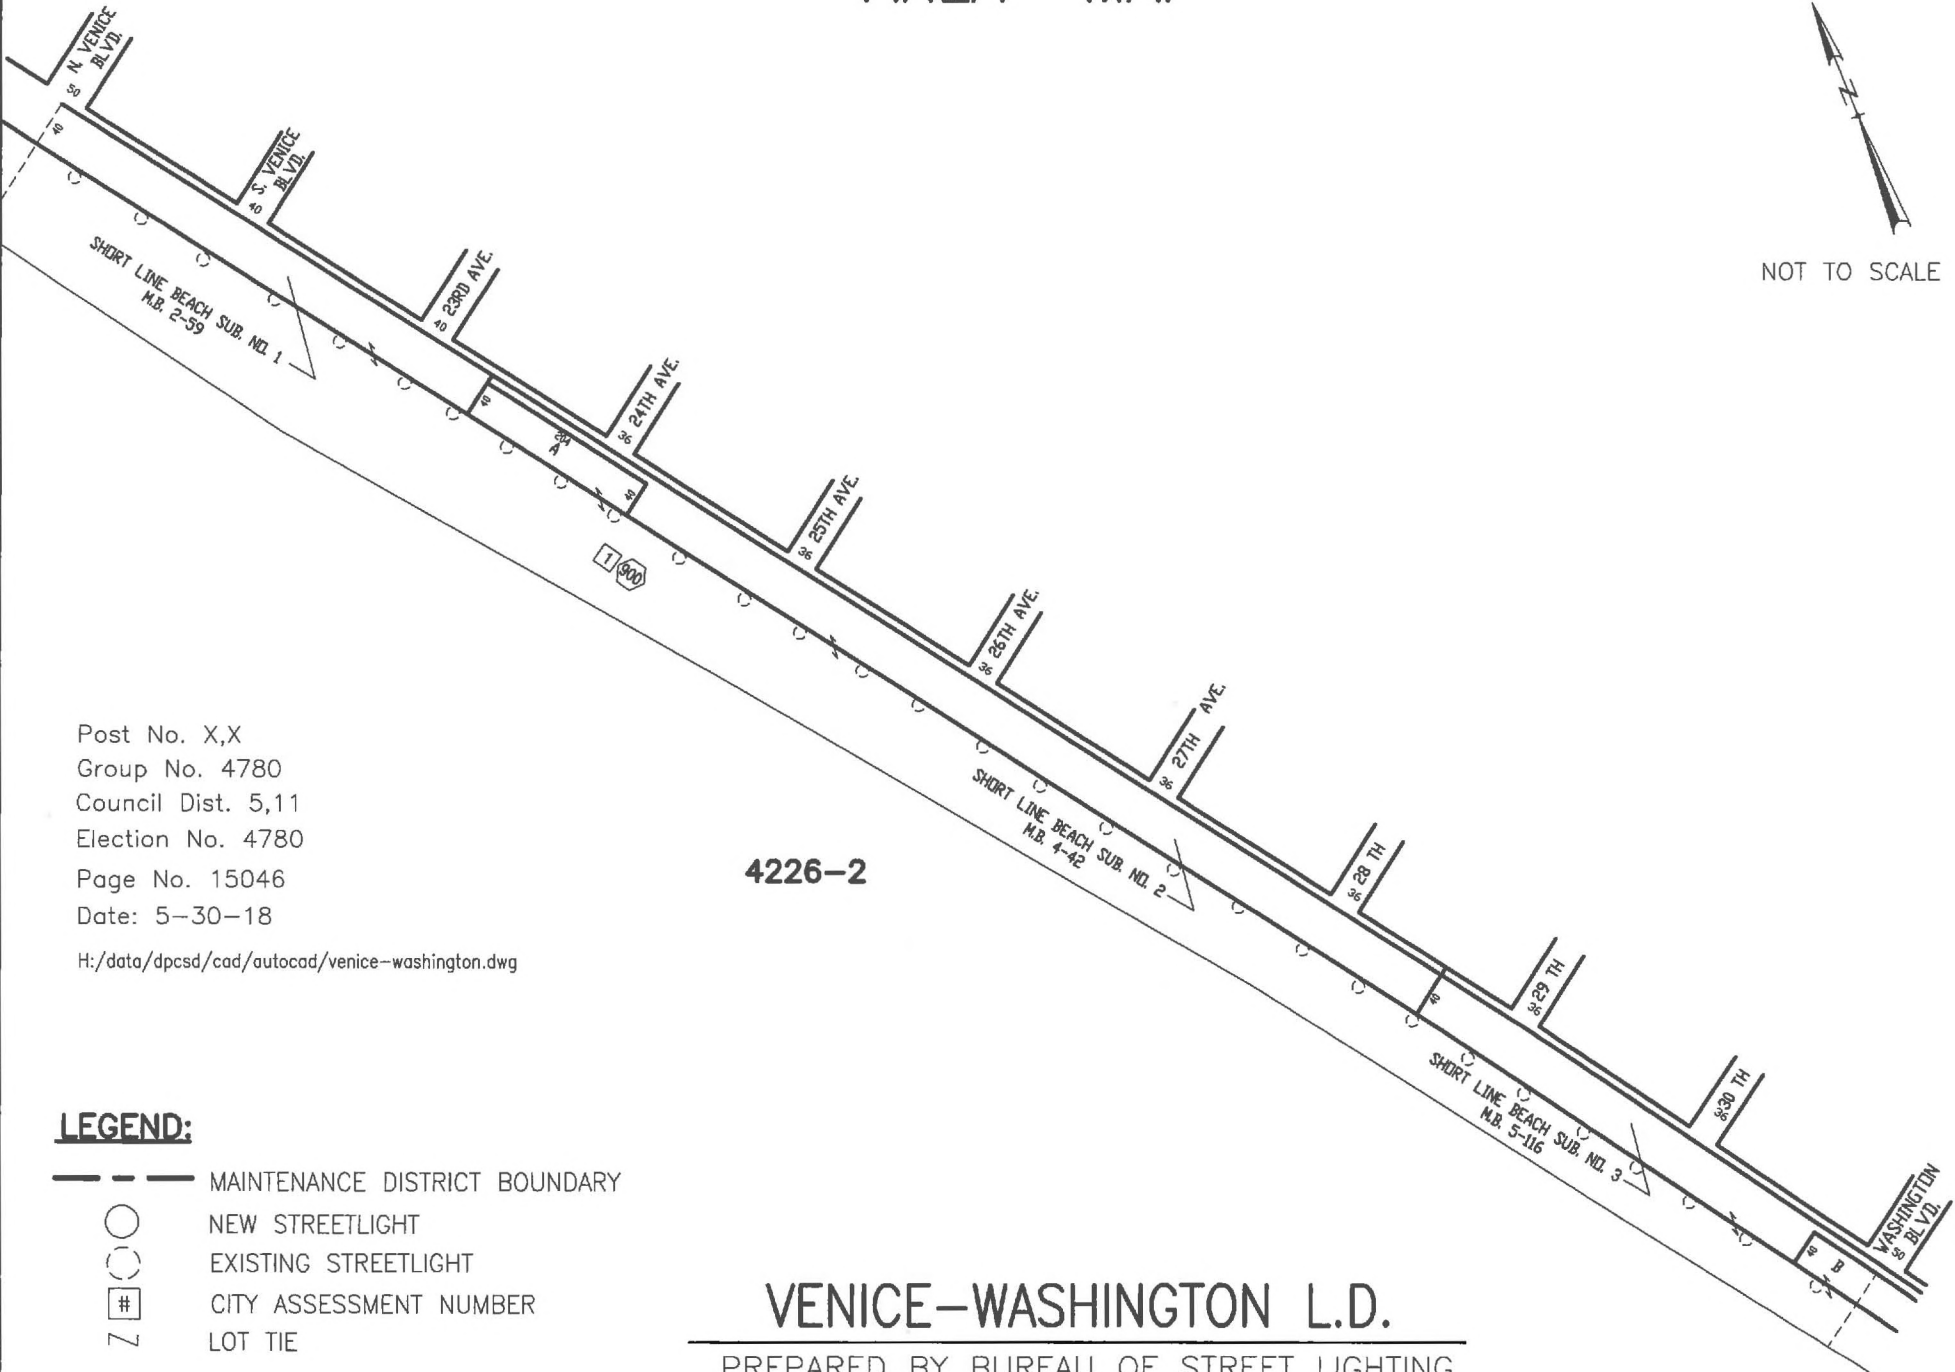 N. VENICE
BLVD.
50
40
S. VENICE
BLVD.
40
23RD AVE.
40
24TH AVE.
36
25TH AVE.
36
26TH AVE.
36
27TH AVE.
36
28 TH
36
29 TH
36
30 TH
36
WASHINGTON
BLVD.
50
N
NOT TO SCALE
SHORT LINE BEACH SUB. NO. 1
M.B. 2-59
40
A
40
1
900
SHORT LINE BEACH SUB. NO. 2
M.B. 4-42
40
SHORT LINE BEACH SUB. NO. 3
M.B. 5-116
40
B
Post No. X,X
Group No. 4780
Council Dist. 5,11
Election No. 4780
Page No. 15046
Date: 5-30-18
H:/data/dpcsd/cad/autocad/venice-washington.dwg
4226-2
LEGEND:
MAINTENANCE DISTRICT BOUNDARY
NEW STREETLIGHT
EXISTING STREETLIGHT
# CITY ASSESSMENT NUMBER
LOT TIE
VENICE-WASHINGTON L.D.
PREPARED BY BUREAU OF STREET LIGHTING